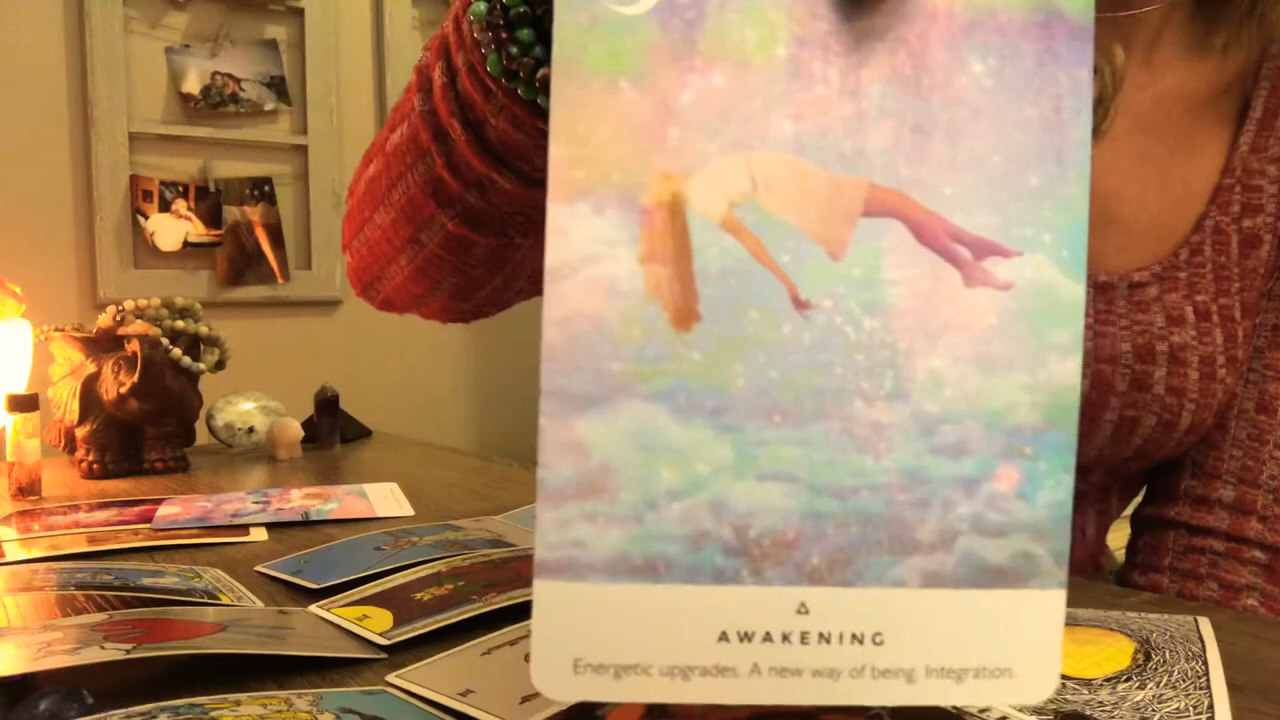 AWAKENING
Energetic upgrades. A new way of being. Integration.